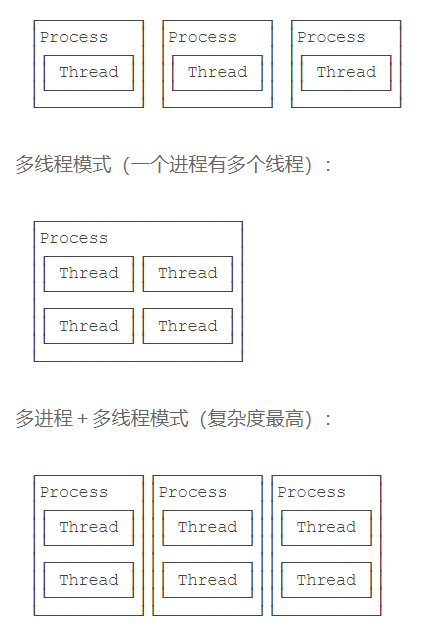 Process Process Process
Thread Thread Thread
多线程模式（一个进程有多个线程）：
Process
Thread Thread
Thread Thread
多进程＋多线程模式（复杂度最高）：
Process Process Process
Thread Thread Thread
Thread Thread Thread